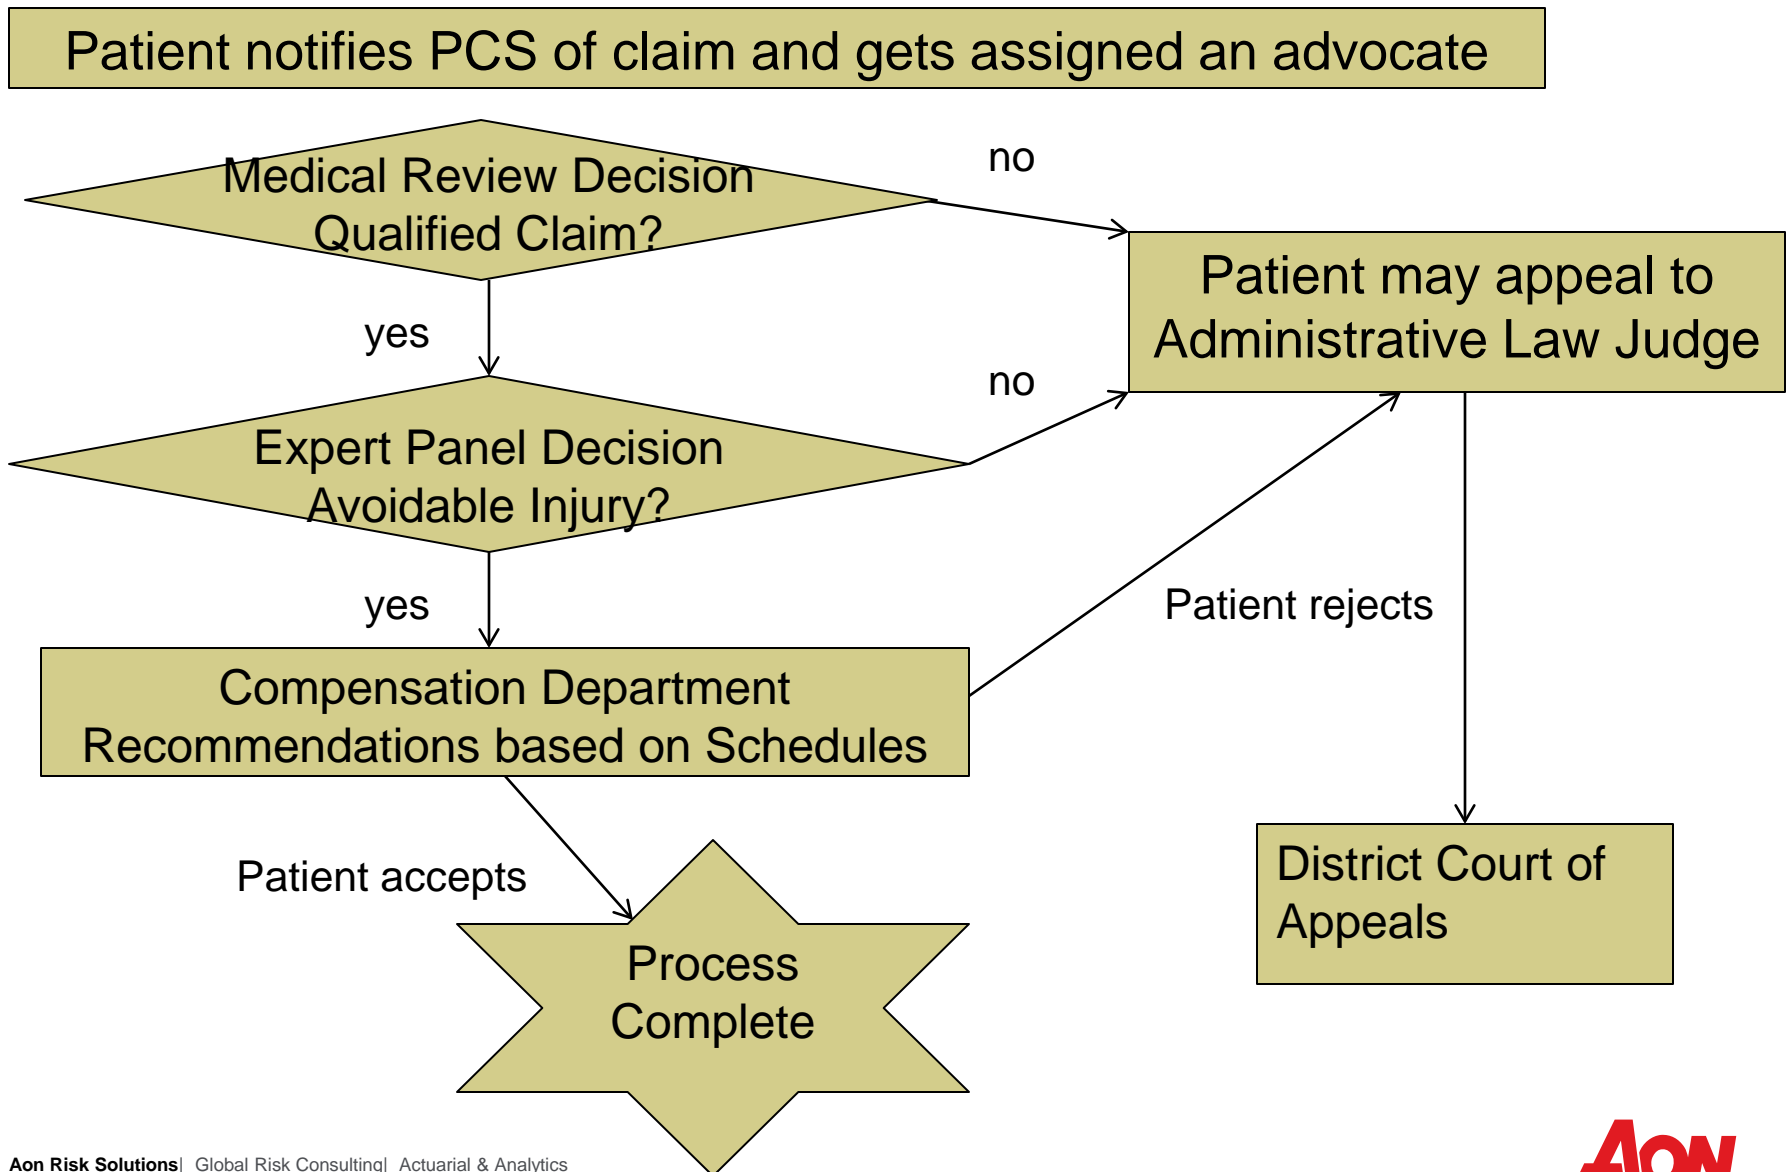 Patient notifies PCS of claim and gets assigned an advocate
Medical Review Decision
Qualified Claim?
no
Patient may appeal to
Administrative Law Judge
yes
no
Expert Panel Decision
Avoidable Injury?
yes
Patient rejects
Compensation Department
Recommendations based on Schedules
Patient accepts
District Court of
Appeals
Process
Complete
Aon Risk Solutions| Global Risk Consulting| Actuarial & Analytics
AON